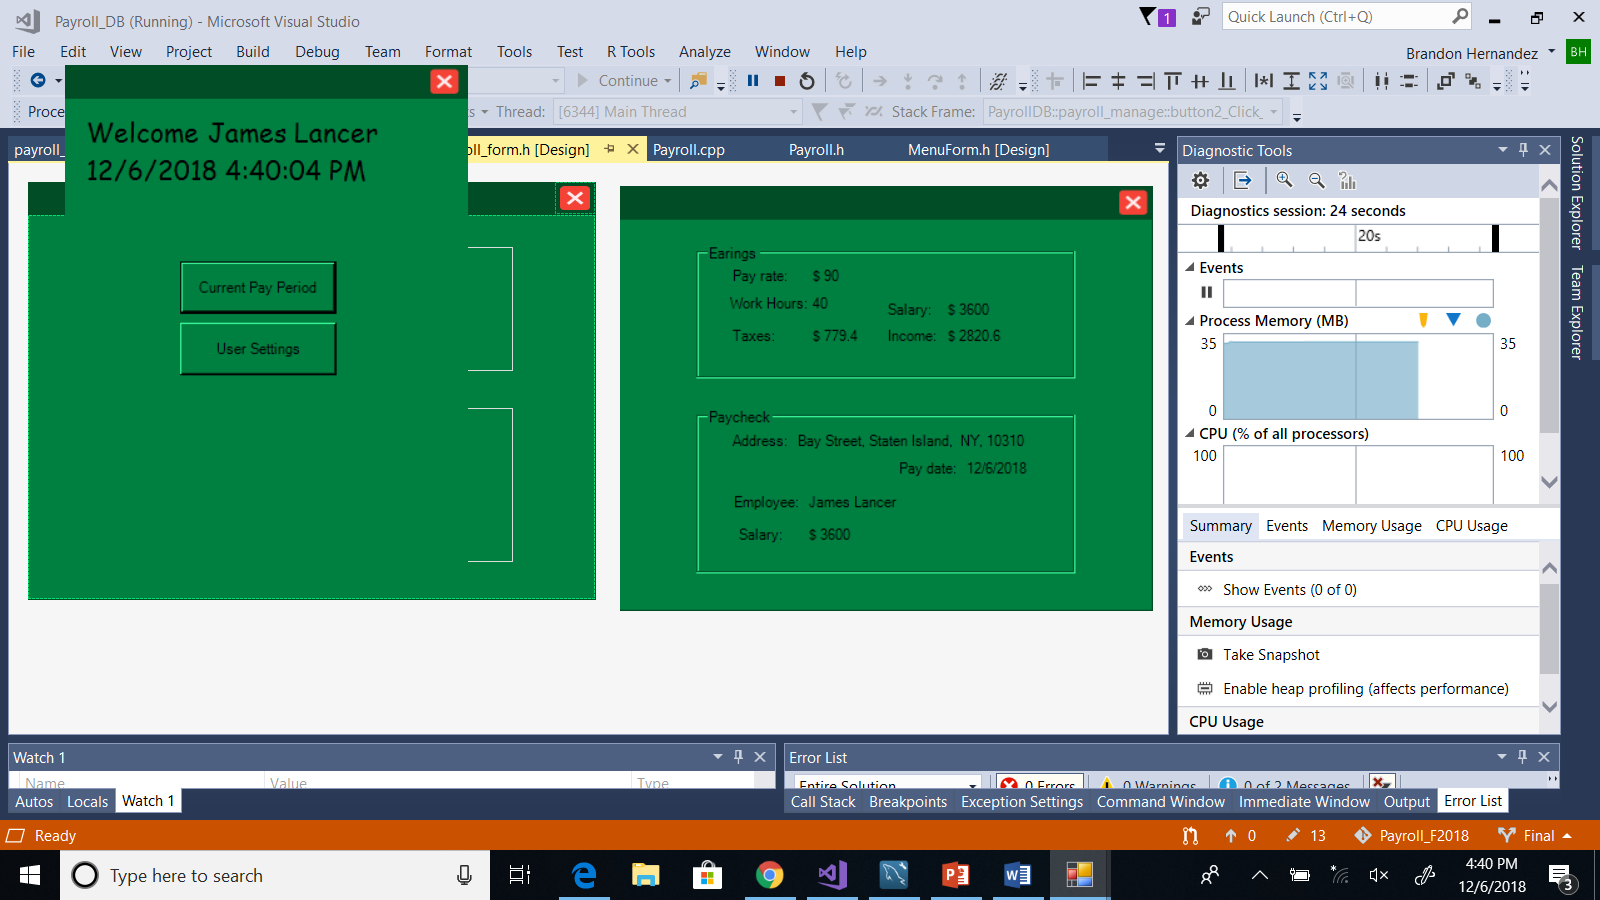 Payroll_DB (Running) - Microsoft Visual Studio
1
Quick Launch (Ctrl+Q)
File Edit View Project Build Debug Team Format Tools Test R Tools Analyze Window Help
Brandon Hernandez
BH
Continue
Proce
Thread: [6344] Main Thread
Stack Frame: PayrollDB::payroll_manage::button2_Click_
payroll_
oll_form.h [Design]
Payroll.cpp
Payroll.h
MenuForm.h [Design]
Welcome James Lancer
12/6/2018 4:40:04 PM
Current Pay Period
User Settings
Earings
Pay rate: $ 90
Work Hours: 40
Salary: $ 3600
Taxes: $ 779.4
Income: $ 2820.6
Paycheck
Address: Bay Street, Staten Island, NY, 10310
Pay date: 12/6/2018
Employee: James Lancer
Salary: $ 3600
Diagnostic Tools
Diagnostics session: 24 seconds
20s
Events
Process Memory (MB)
35 35
0 0
CPU (% of all processors)
100 100
Summary Events Memory Usage CPU Usage
Events
Show Events (0 of 0)
Memory Usage
Take Snapshot
Enable heap profiling (affects performance)
CPU Usage
Solution Explorer
Team Explorer
Watch 1
Name Value Type
Autos Locals Watch 1
Error List
Entire Solution 0 Errors 0 Warnings 0 of 2 Messages
Call Stack Breakpoints Exception Settings Command Window Immediate Window Output Error List
Ready
0 13 Payroll_F2018 Final
Type here to search
4:40 PM
12/6/2018
3